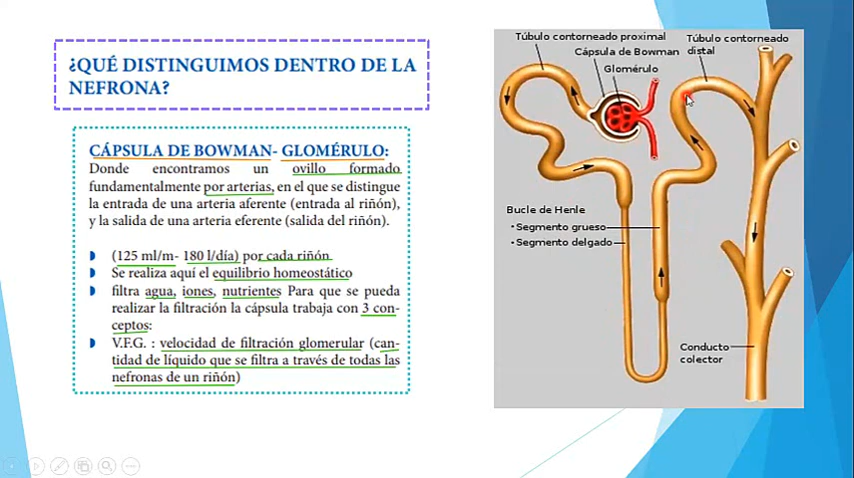 ¿QUÉ DISTINGUIMOS DENTRO DE LA
NEFRONA?
CÁPSULA DE BOWMAN- GLOMÉRULO:
Donde encontramos un ovillo formado
fundamentalmente por arterias, en el que se distingue
la entrada de una arteria aferente (entrada al riñón),
y la salida de una arteria eferente (salida del riñón).
(125 ml/m- 180 l/día) por cada riñón.
Se realiza aquí el equilibrio homeostático
filtra agua, iones, nutrientes Para que se pueda
realizar la filtración la cápsula trabaja con 3 con-
ceptos:
V.F.G. : velocidad de filtración glomerular (can-
tidad de líquido que se filtra a través de todas las
nefronas de un riñón)
Túbulo contorneado proximal
Cápsula de Bowman
Glomérulo
Túbulo contorneado
distal
Bucle de Henle
• Segmento grueso
• Segmento delgado
Conducto
colector